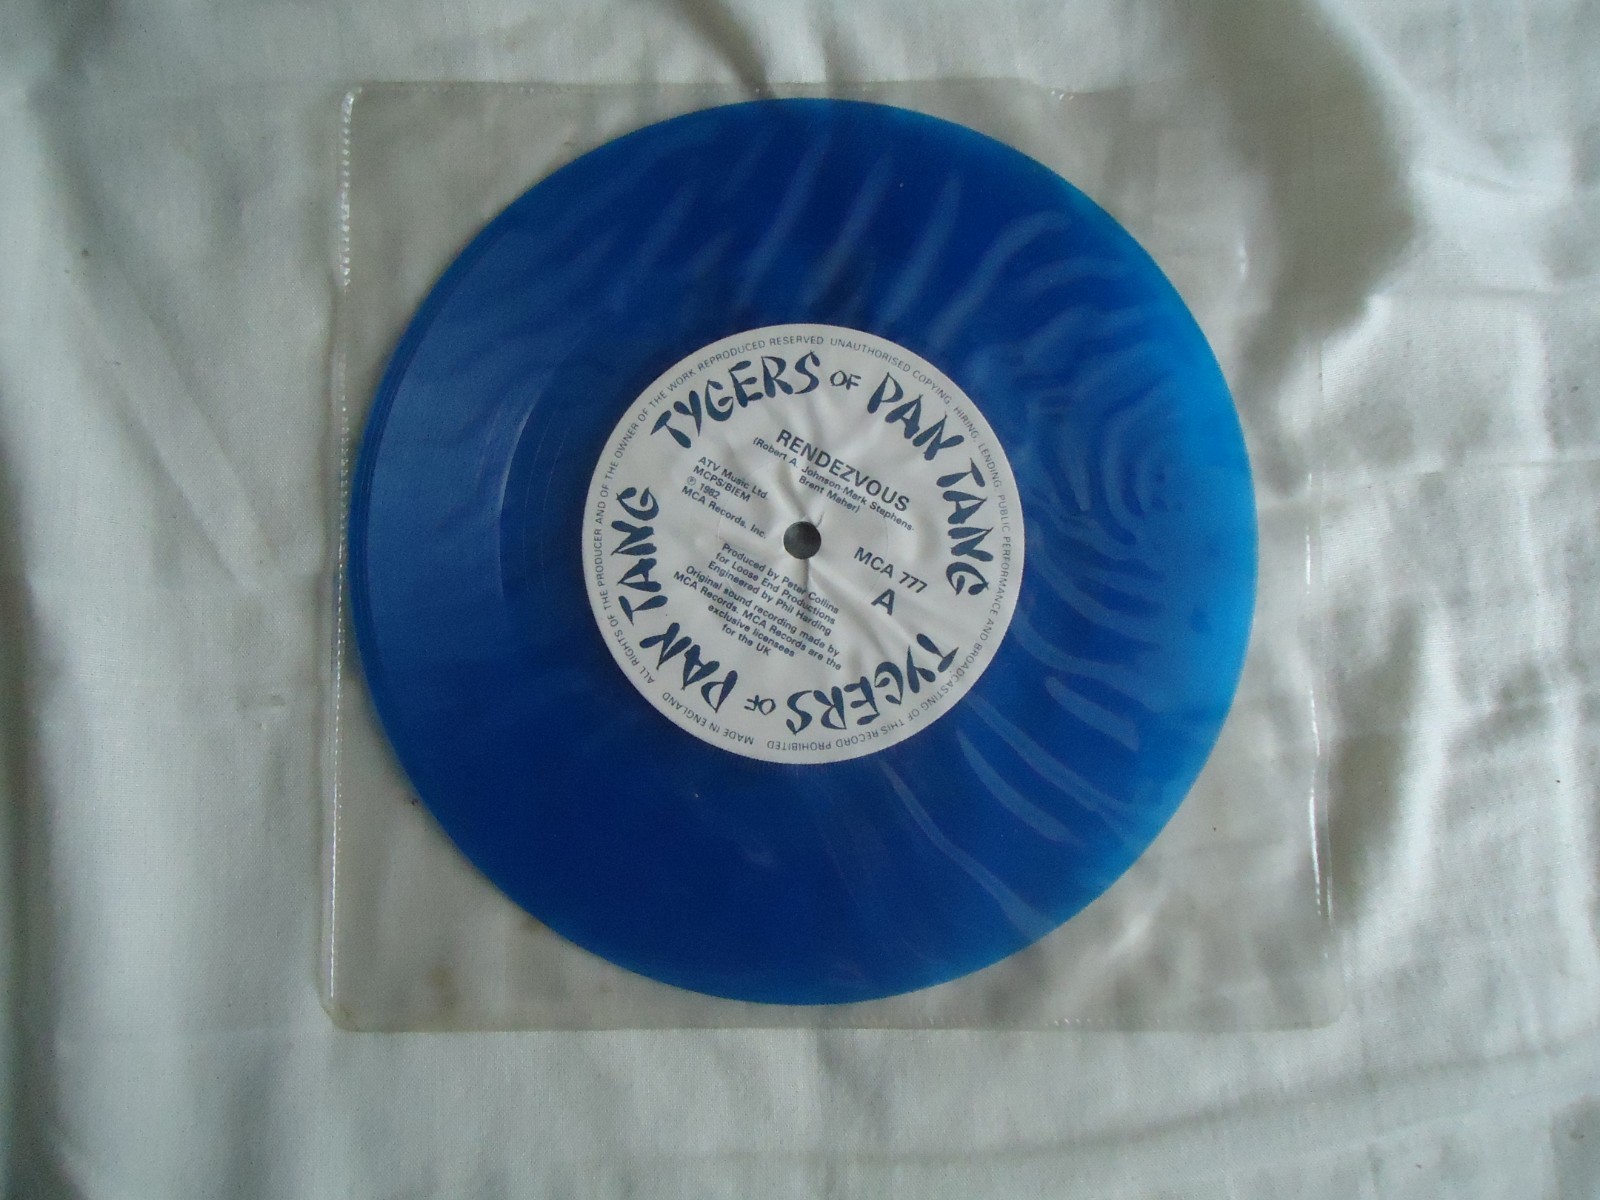 ALL RIGHTS OF THE PRODUCER AND OF THE OWNER OF THE WORK REPRODUCED RESERVED UNAUTHORISED COPYING, HIRING, LENDING, PUBLIC PERFORMANCE AND BROADCASTING OF THIS RECORD PROHIBITED MADE IN ENGLAND
TYGERS OF PAN TANG
TYGERS OF PAN TANG
RENDEZVOUS
(Robert A. Johnson-Mark Stephens-
Brent Maher)
ATV Music Ltd.
MCPS/BIEM
℗ 1982
MCA Records, Inc.
MCA 777
A
Produced by Peter Collins
for Loose End Productions
Engineered by Phil Harding
Original sound recording made by
MCA Records. MCA Records are the
exclusive licensees
for the UK